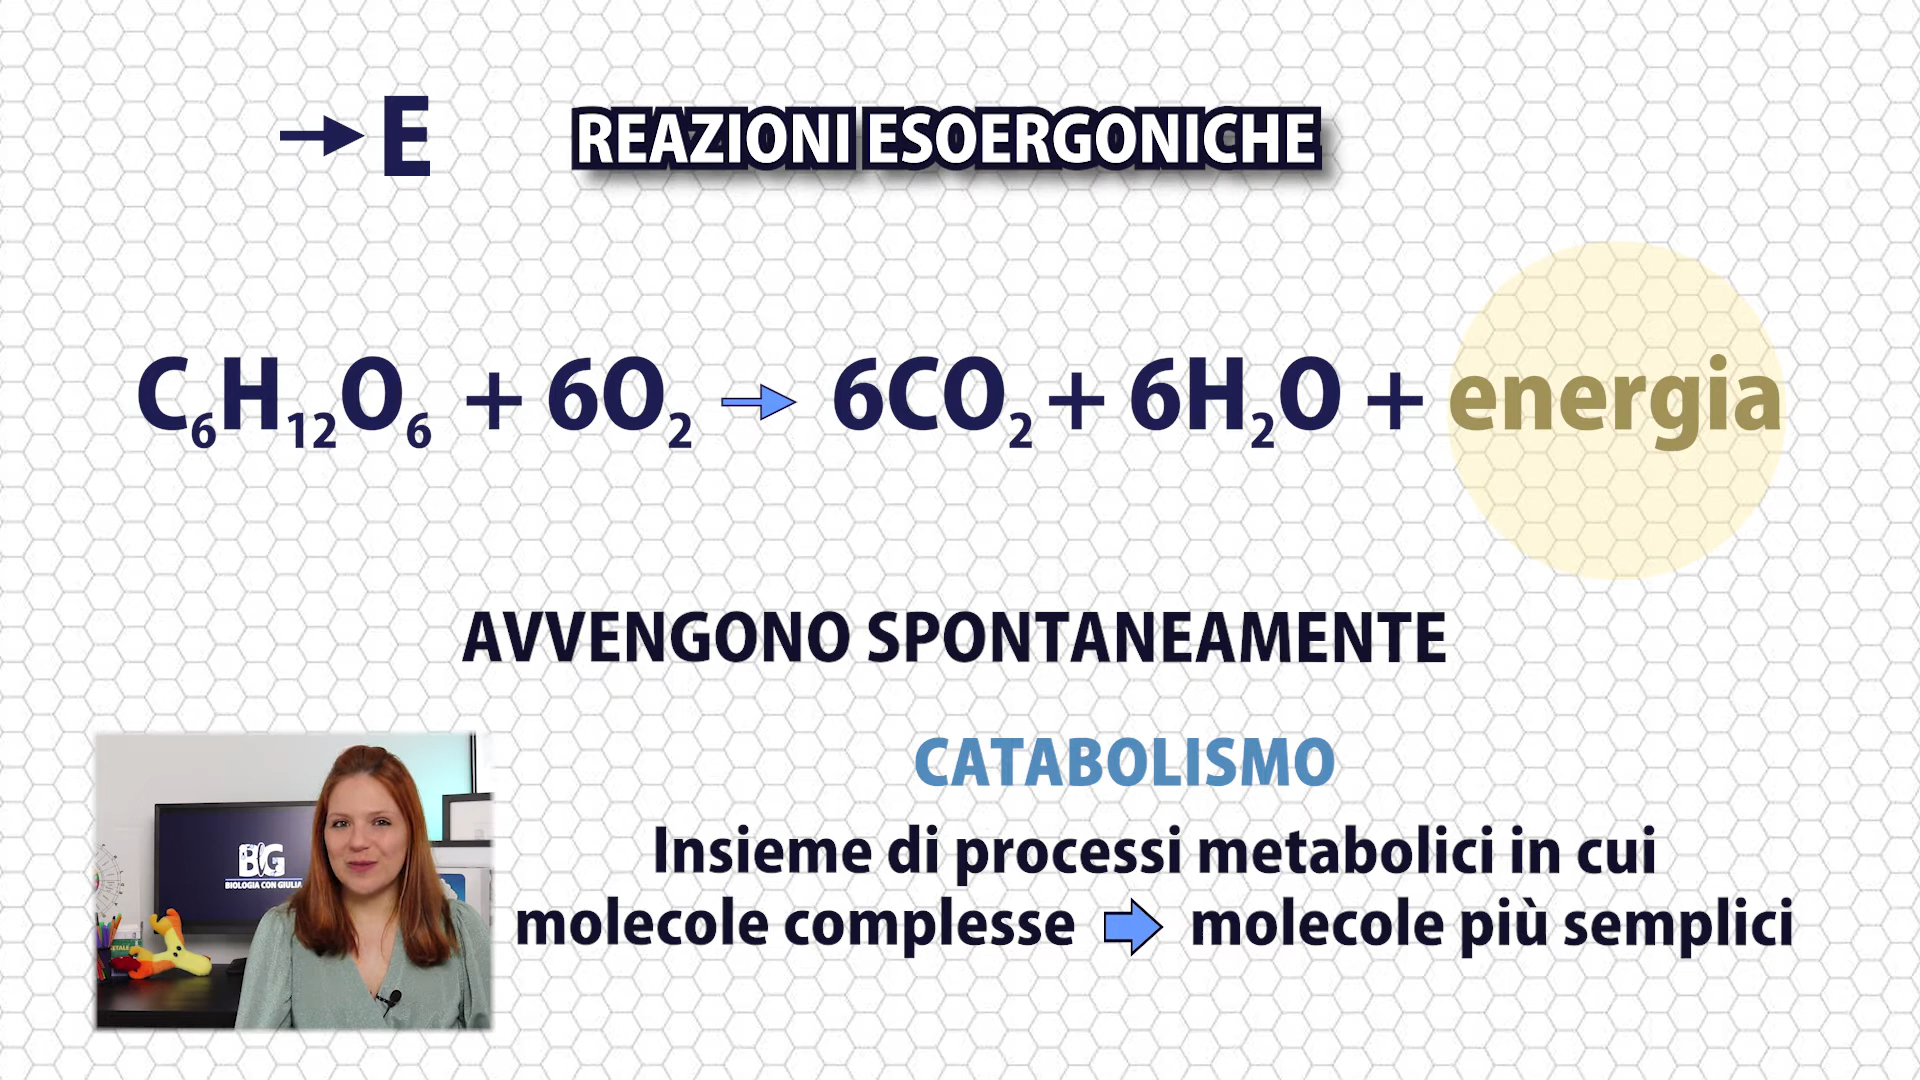 →E
REAZIONI ESOERGONICHE
C₆H₁₂O₆ + 6O₂ → 6CO₂ + 6H₂O + energia
AVVENGONO SPONTANEAMENTE
CATABOLISMO
Insieme di processi metabolici in cui
molecole complesse → molecole più semplici
BG
BIOLOGIA CON GIULIA